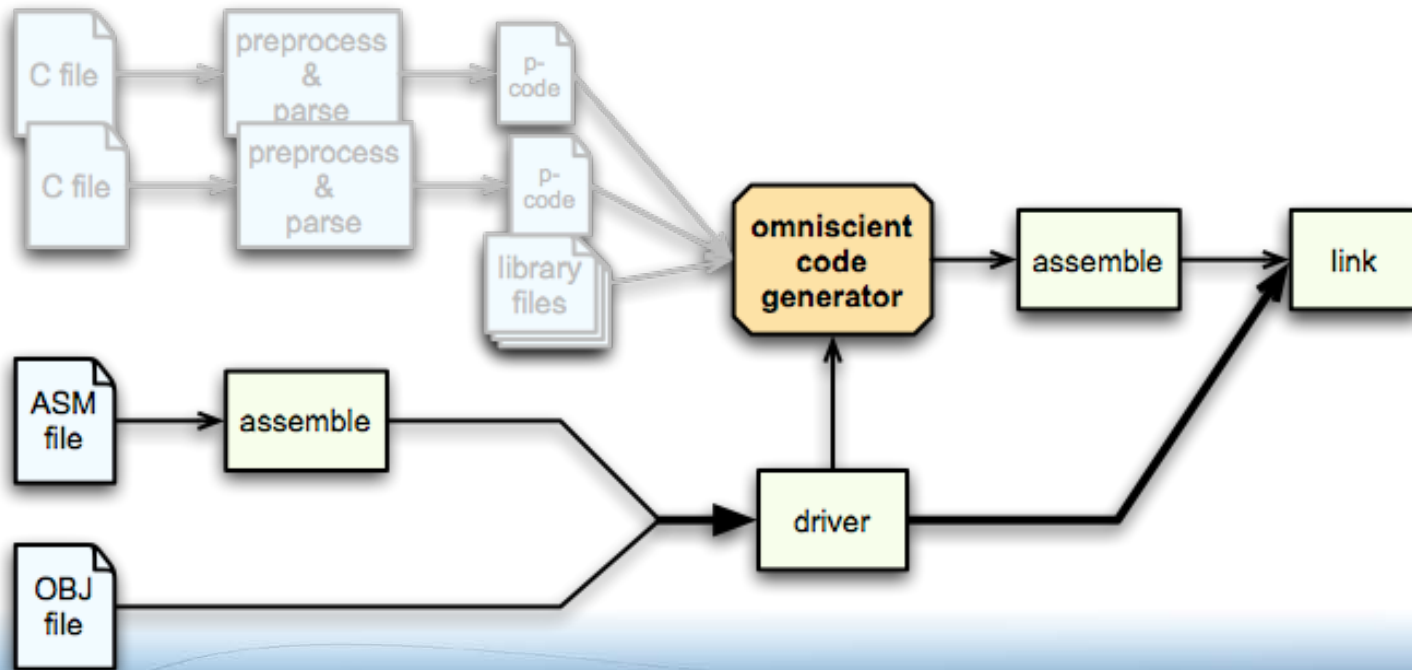 C file
preprocess
&
parse
p-
code
C file
preprocess
&
parse
p-
code
library
files
omniscient
code
generator
assemble
link
ASM
file
assemble
driver
OBJ
file